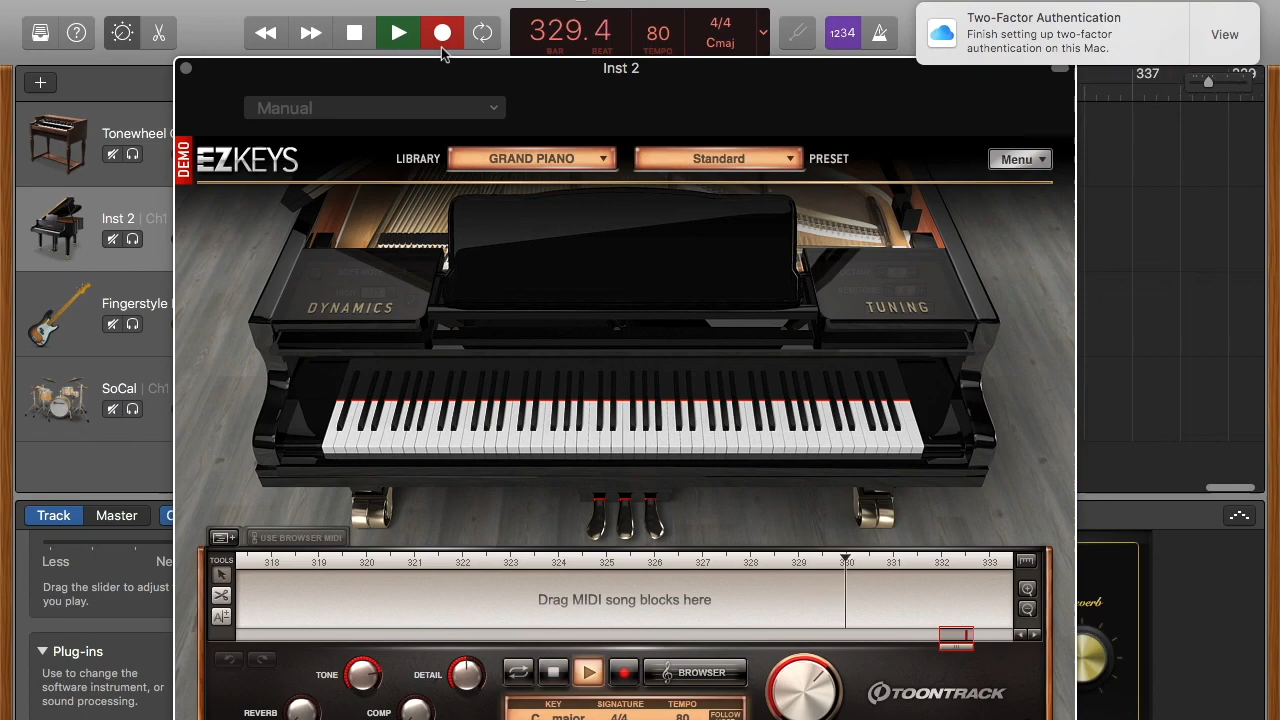 329.4
BAR BEAT
80
TEMPO
4/4
Cmaj
1234
Two-Factor Authentication
Finish setting up two-factor
authentication on this Mac.
View
Inst 2
337
Manual
DEMO
EZKEYS
LIBRARY
GRAND PIANO
Standard
PRESET
Menu
Tonewheel
Inst 2 | Ch1
Fingerstyle
SoCal | Ch1
DYNAMICS
TUNING
Track
Master
Less
Drag the slider to adjust
you play.
Plug-ins
Use to change the
software instrument, or
sound processing.
USE BROWSER MIDI
TOOLS
318 319 320 321 322 323 324 325 326 327 328 329 330 331 332 333
Drag MIDI song blocks here
TONE
DETAIL
BROWSER
TOONTRACK
REVERB
COMP
KEY
SIGNATURE
TEMPO
C major
4/4
80
FOLLOW